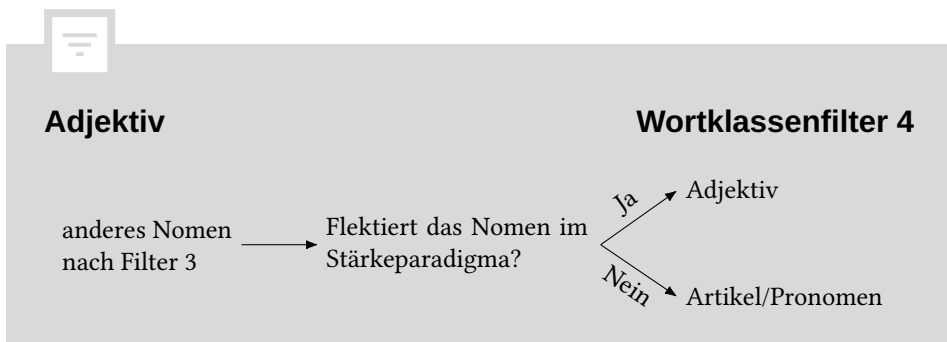 Adjektiv
Wortklassenfilter 4
anderes Nomen
nach Filter 3
Flektiert das Nomen im
Stärkeparadigma?
Ja
Adjektiv
Nein
Artikel/Pronomen